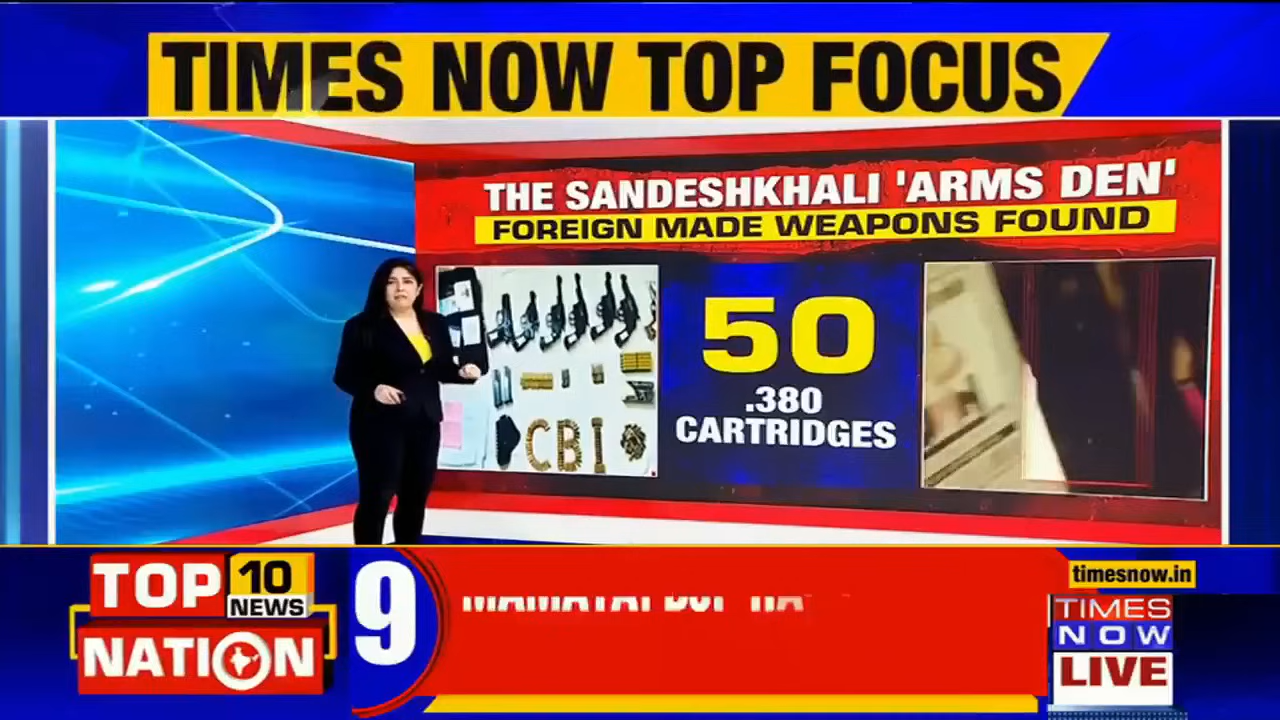 TIMES NOW TOP FOCUS
THE SANDESHKHALI 'ARMS DEN'
FOREIGN MADE WEAPONS FOUND
50
.380
CARTRIDGES
CBI
TOP 10
NEWS
NATION
9
timesnow.in
TIMES
NOW
LIVE